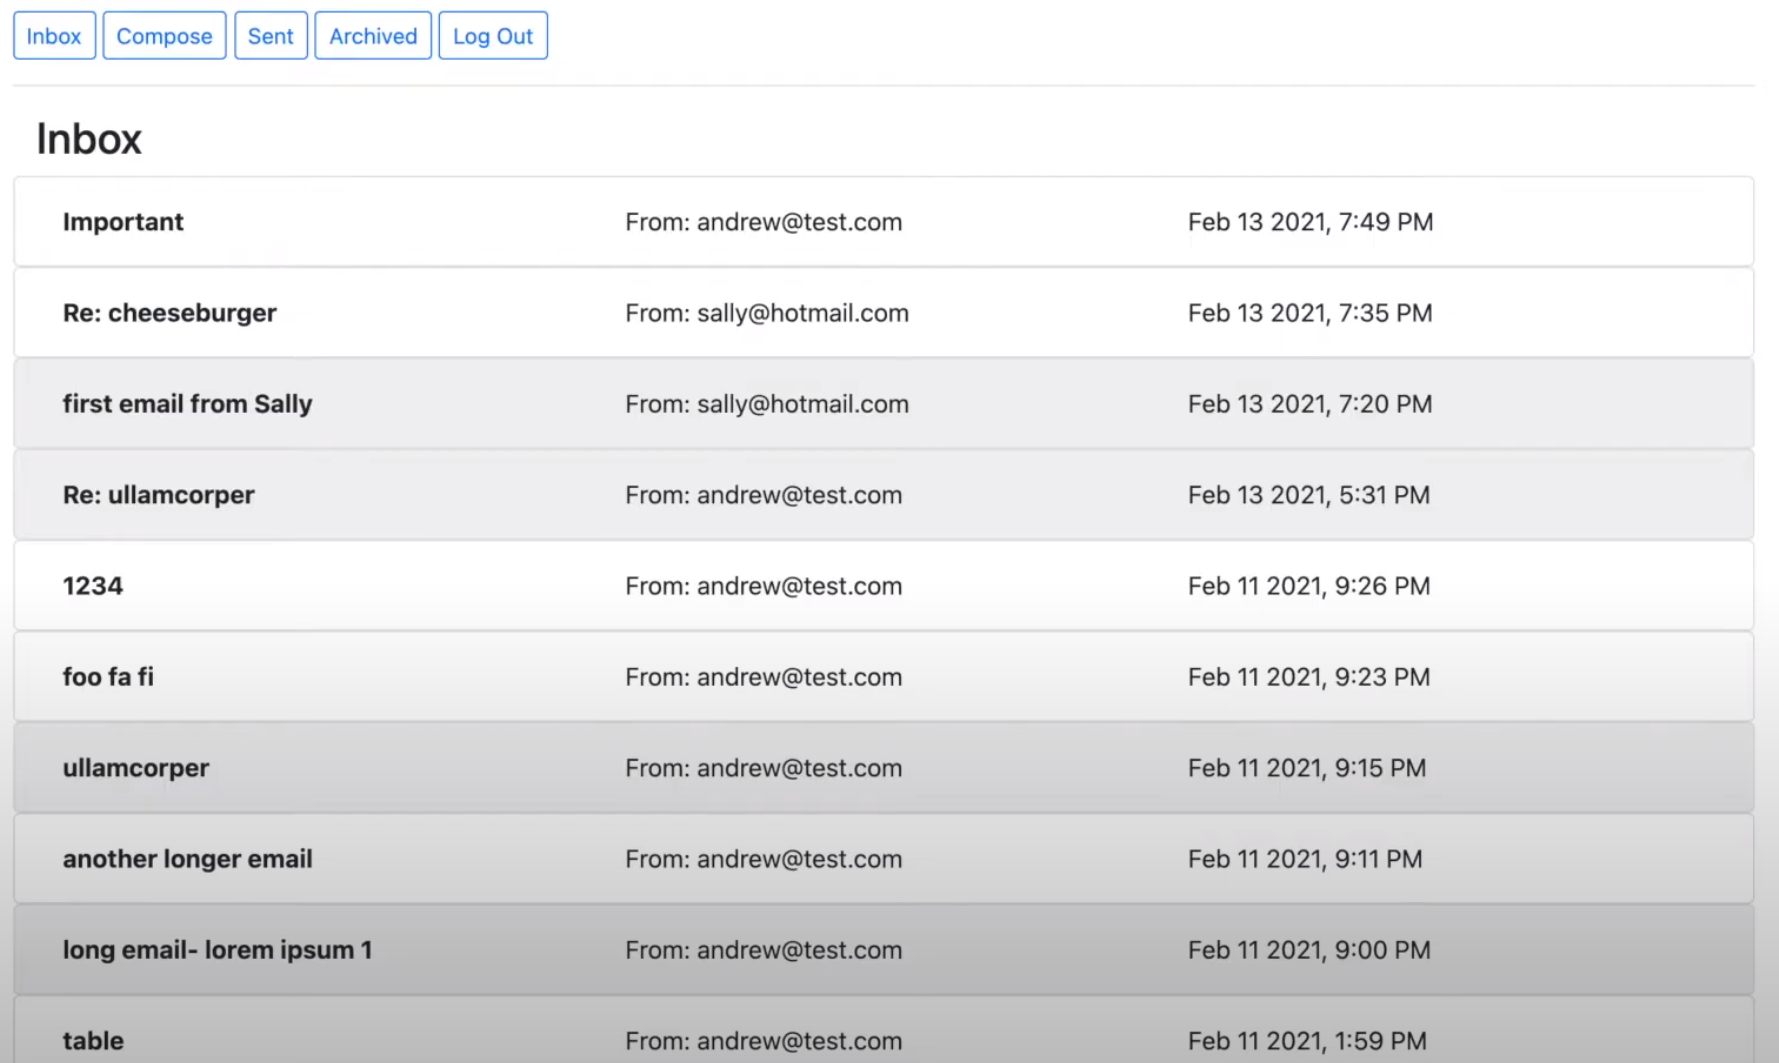 Inbox Compose Sent Archived Log Out
Inbox
Important From: andrew@test.com Feb 13 2021, 7:49 PM
Re: cheeseburger From: sally@hotmail.com Feb 13 2021, 7:35 PM
first email from Sally From: sally@hotmail.com Feb 13 2021, 7:20 PM
Re: ullamcorper From: andrew@test.com Feb 13 2021, 5:31 PM
1234 From: andrew@test.com Feb 11 2021, 9:26 PM
foo fa fi From: andrew@test.com Feb 11 2021, 9:23 PM
ullamcorper From: andrew@test.com Feb 11 2021, 9:15 PM
another longer email From: andrew@test.com Feb 11 2021, 9:11 PM
long email- lorem ipsum 1 From: andrew@test.com Feb 11 2021, 9:00 PM
table From: andrew@test.com Feb 11 2021, 1:59 PM